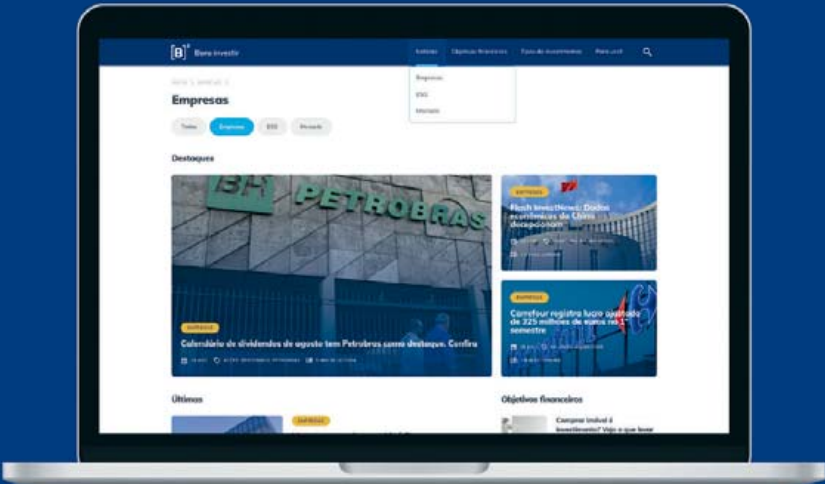 [B]³ Bora investir
Notícias Objetivos financeiros Tipos de investimentos Para você
Empresas
ESG
Mercado
Empresas
Todas Empresas ESG Mercado
Destaques
BR PETROBRAS
EMPRESAS
Calendário de dividendos de agosto tem Petrobras como destaque. Confira
EMPRESAS
Flash InvestNews: Dados
econômicos da China
decepcionam
EMPRESAS
Carrefour registra lucro ajustado
de 325 milhões de euros no 1°
semestre
Últimas
EMPRESAS
Objetivos financeiros
Comprar imóvel é
investimento? Veja o que levar